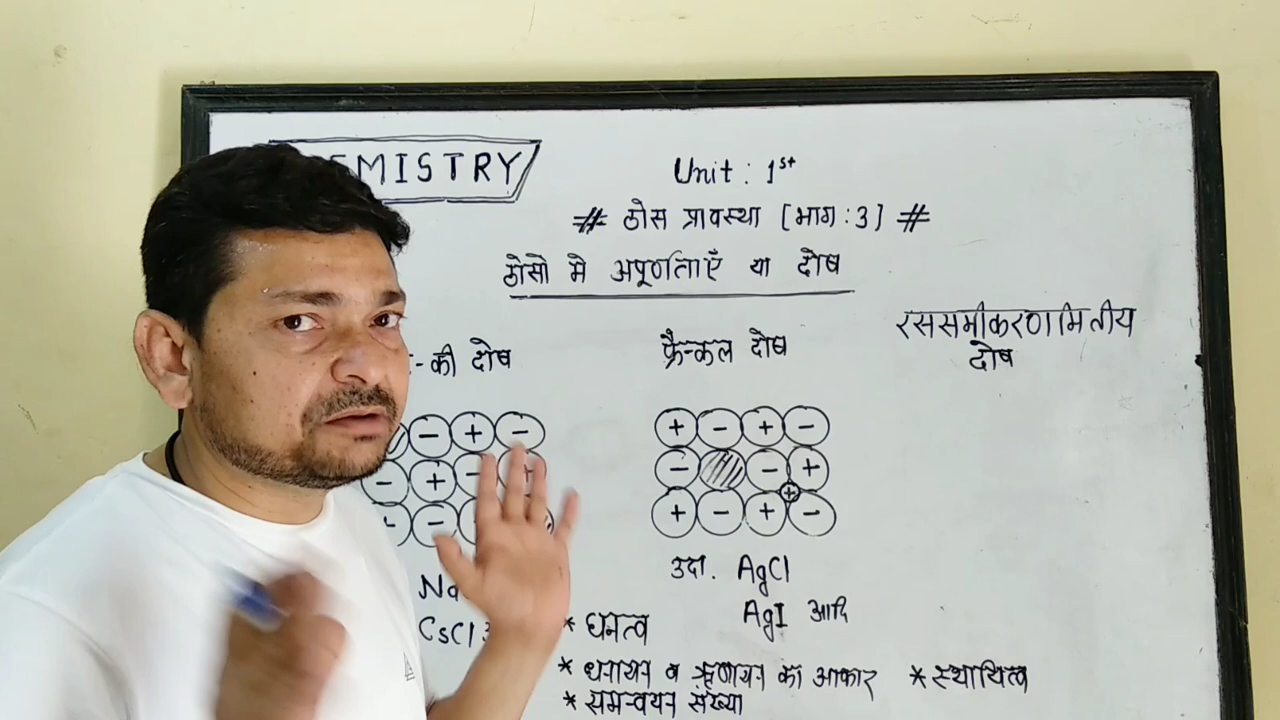 EMISTRY
Unit : 1st
# ठोस प्रावस्था [भाग : 3] #
ठोसो मे अपूर्णताएँ या दोष
-की दोष
फ्रैन्कल दोष
रससमीकरणमितीय
दोष
- + -
- + - +
+ - 
+ - + -
- - +
+
+ - + -
उदा. AgCl
AgI आदि
Na
CsCl
* घनत्व
* धनायन व ऋणायन का आकार * स्थायित्व
* समन्वयन संख्या